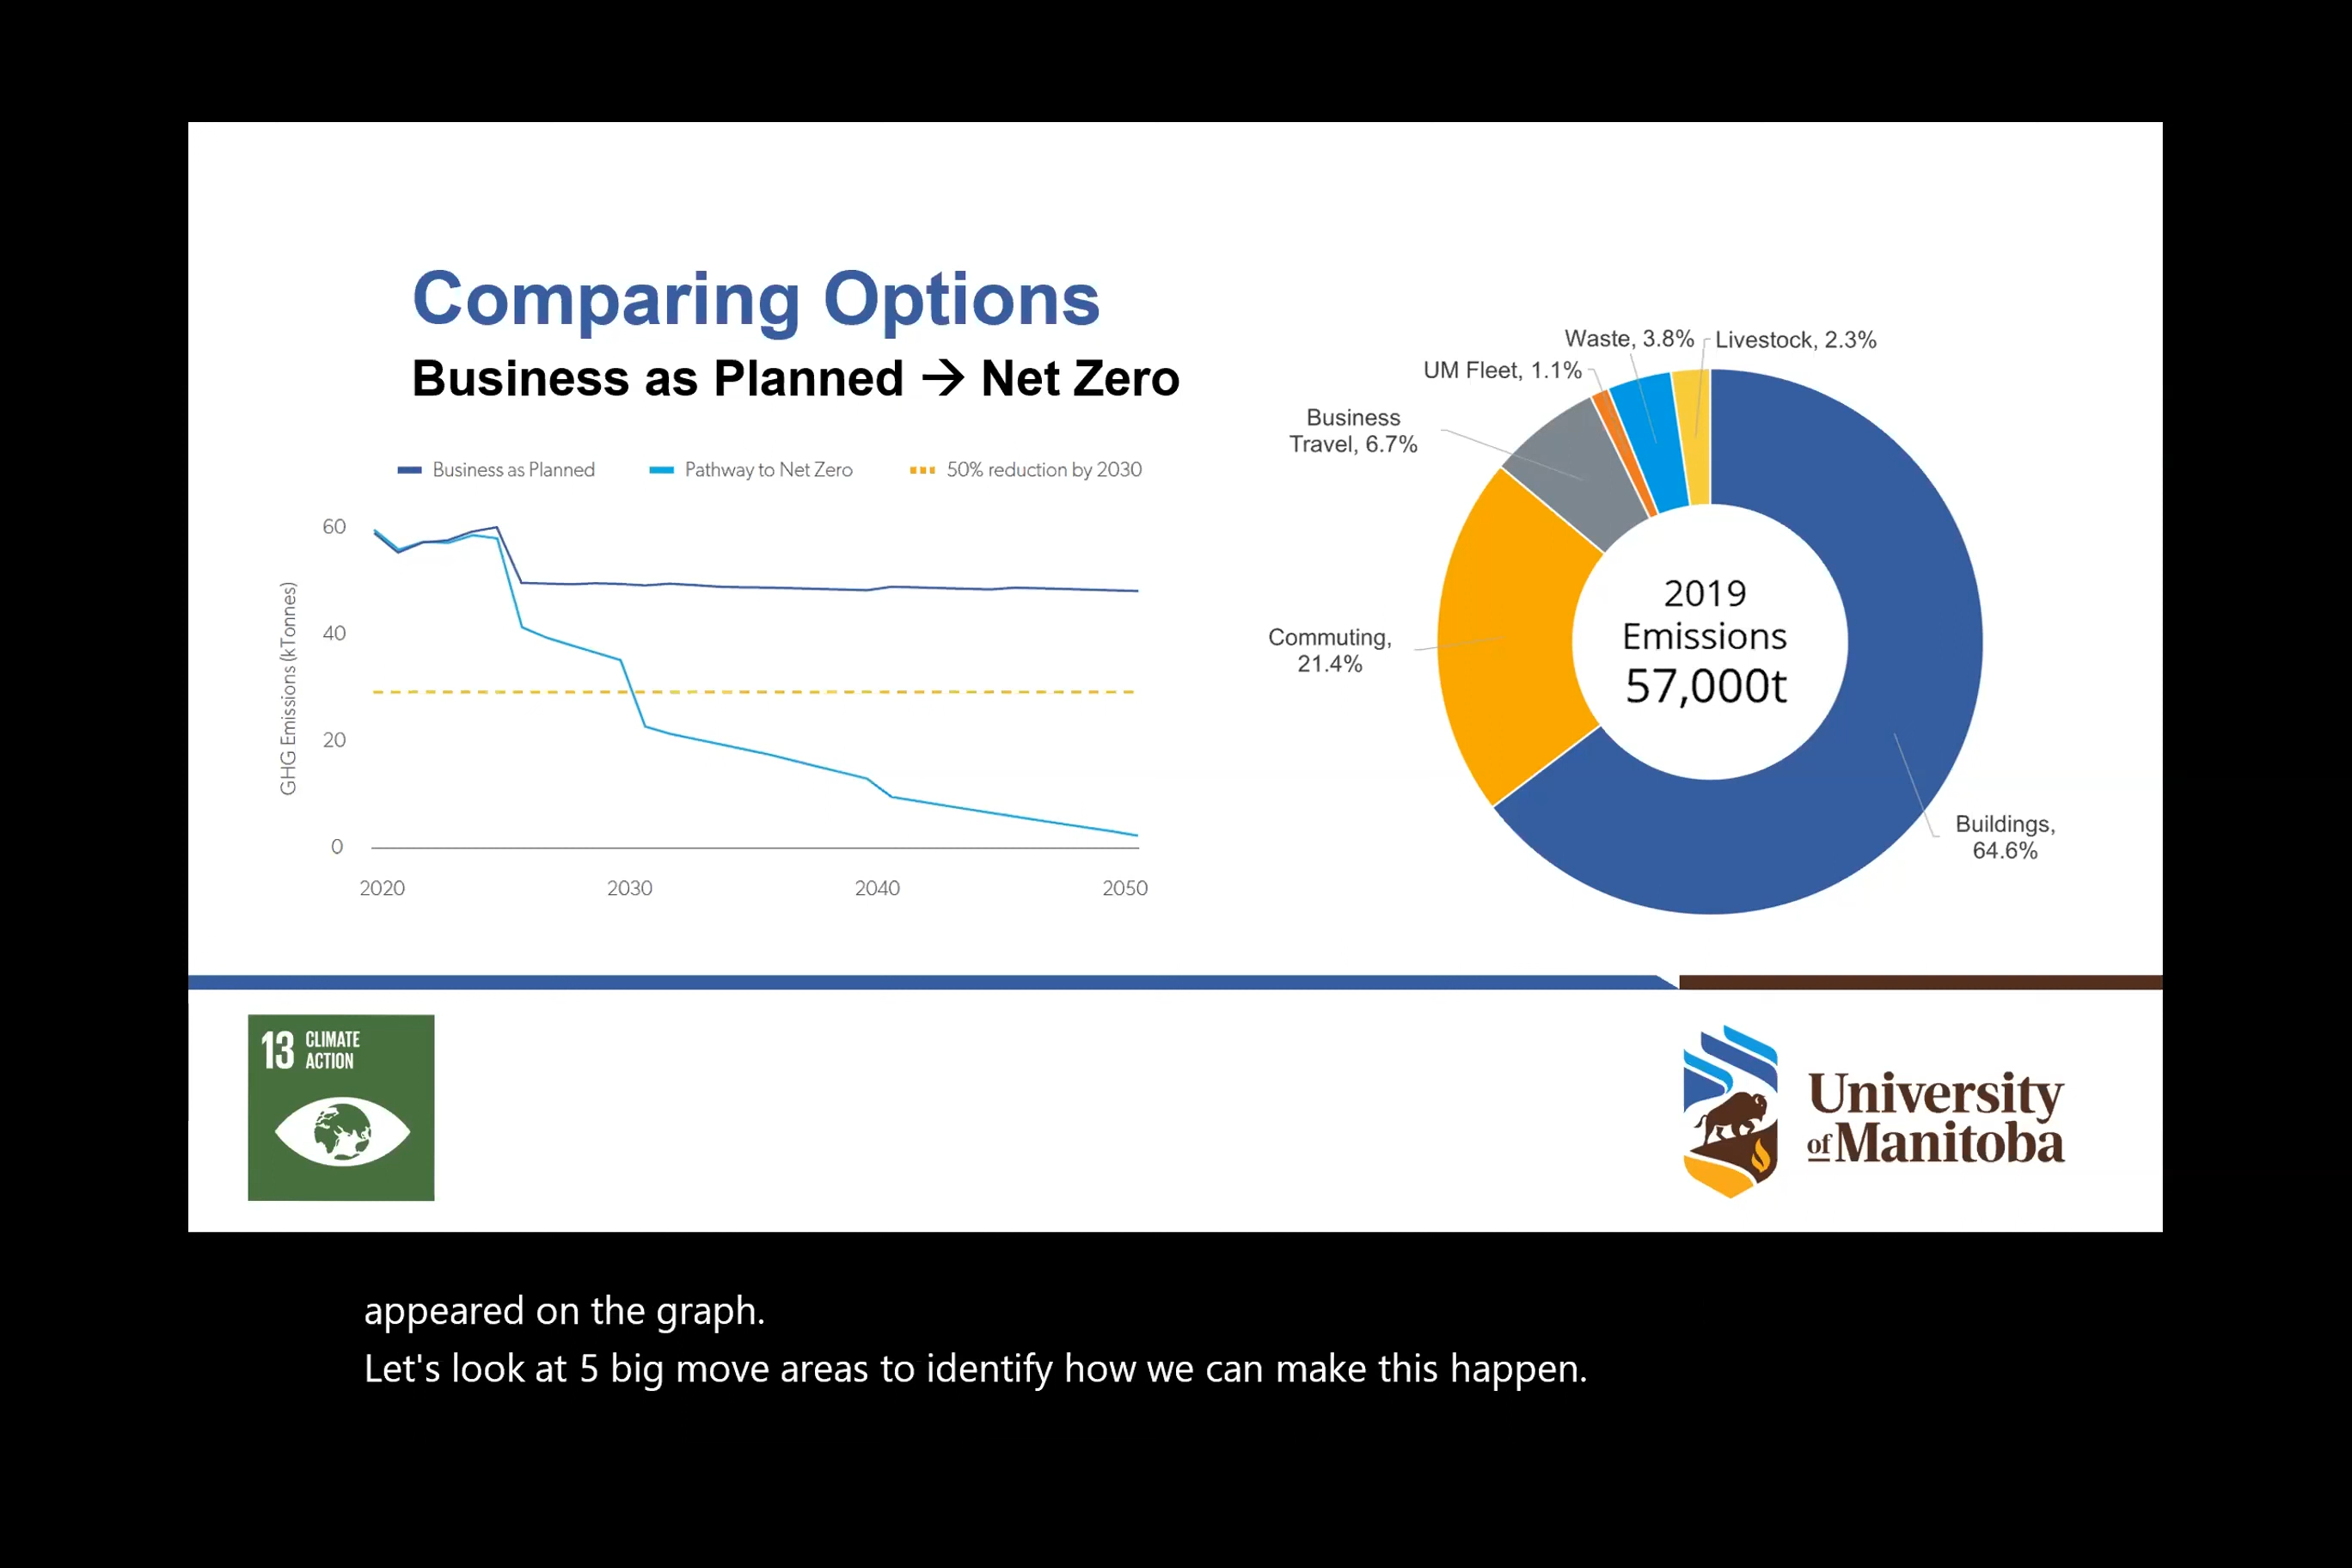 Comparing Options
Business as Planned → Net Zero
Business as Planned
Pathway to Net Zero
50% reduction by 2030
GHG Emissions (kTonnes)
60
40
20
0
2020
2030
2040
2050
Waste, 3.8%
Livestock, 2.3%
UM Fleet, 1.1%
Business
Travel, 6.7%
Commuting,
21.4%
2019
Emissions
57,000t
Buildings,
64.6%
13 CLIMATE
ACTION
University
of Manitoba
appeared on the graph.
Let's look at 5 big move areas to identify how we can make this happen.